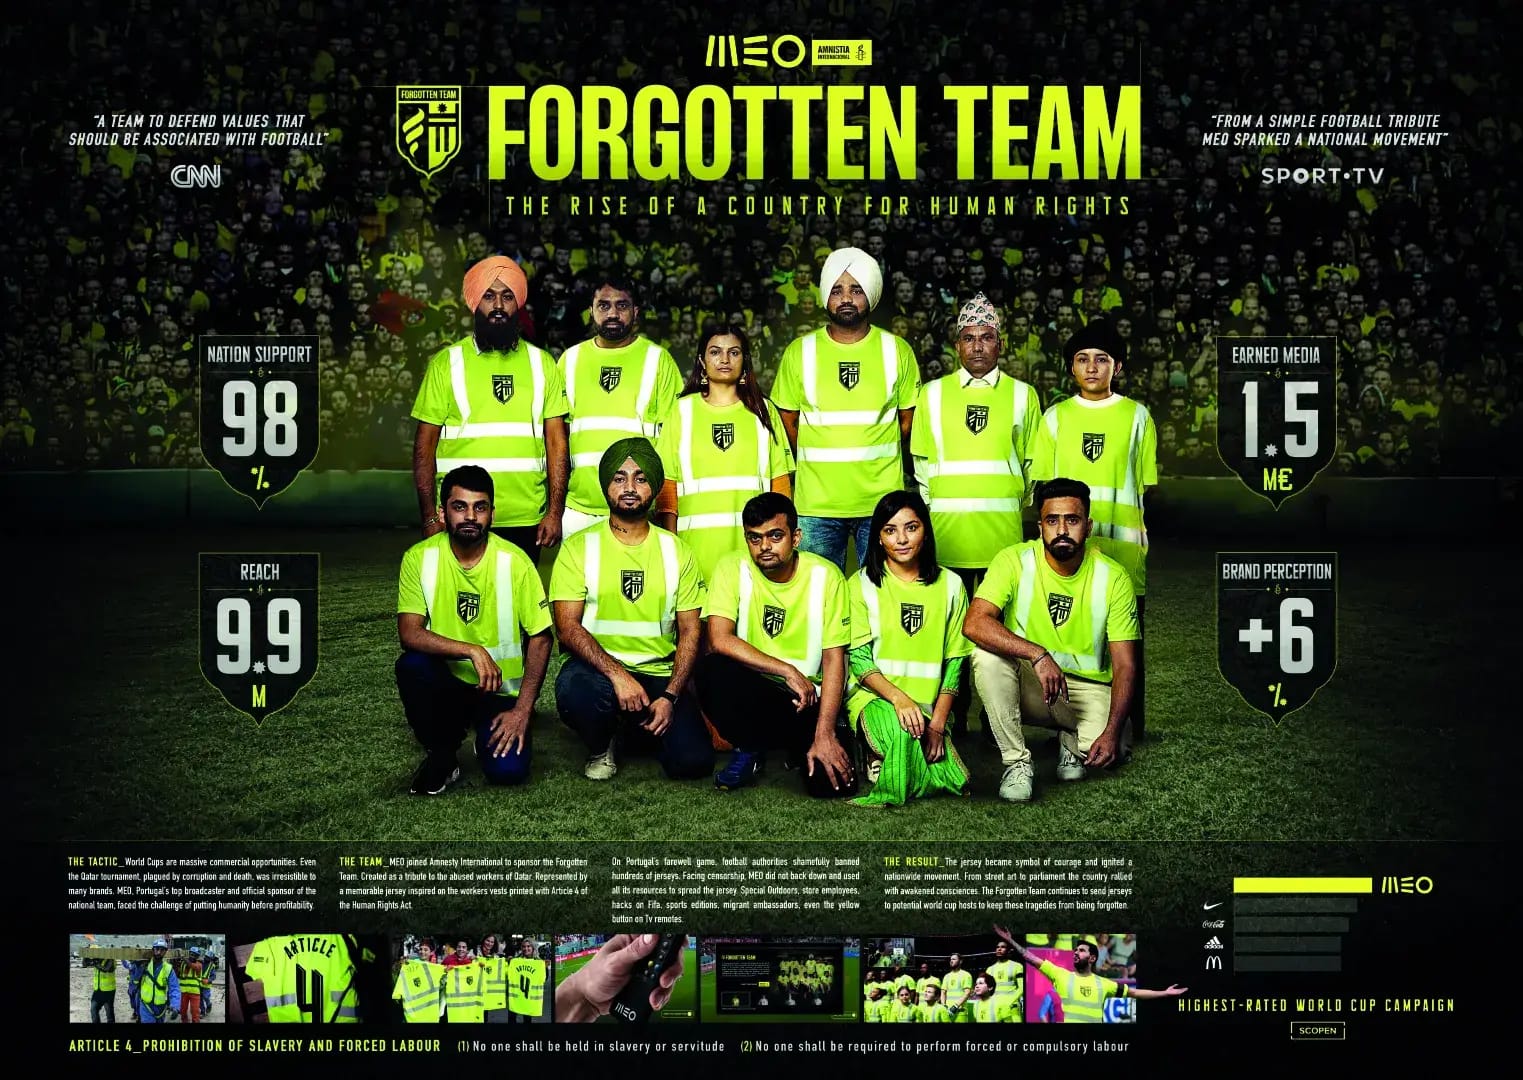 MEO
AMNISTIA
INTERNACIONAL
FORGOTTEN TEAM
FORGOTTEN TEAM
THE RISE OF A COUNTRY FOR HUMAN RIGHTS
"A TEAM TO DEFEND VALUES THAT
SHOULD BE ASSOCIATED WITH FOOTBALL"
CNN
"FROM A SIMPLE FOOTBALL TRIBUTE
MEO SPARKED A NATIONAL MOVEMENT"
SPORT•TV
NATION SUPPORT
98
%
REACH
9.9
M
EARNED MEDIA
1.5
M€
BRAND PERCEPTION
+6
%
THE TACTIC_World Cups are massive commercial opportunities. Even
the Qatar tournament, plagued by corruption and death, was irresistible to
many brands. MEO, Portugal's top broadcaster and official sponsor of the
national team, faced the challenge of putting humanity before profitability.
THE TEAM_MEO joined Amnesty International to sponsor the Forgotten
Team. Created as a tribute to the abused workers of Qatar. Represented by
a memorable jersey inspired on the workers vests printed with Article 4 of
the Human Rights Act.
On Portugal's farewell game, football authorities shamefully banned
hundreds of jerseys. Facing censorship, MEO did not back down and used
all its resources to spread the jersey. Special Outdoors, store employees,
hacks on Fifa, sports editions, migrant ambassadors, even the yellow
button on Tv remotes.
THE RESULT_The jersey became symbol of courage and ignited a
nationwide movement. From street art to parliament the country rallied
with awakened consciences. The Forgotten Team continues to send jerseys
to potential world cup hosts to keep these tragedies from being forgotten.
ARTICLE
4
ARTICLE
4
MEO
FORGOTTEN TEAM
MEO
Coca-Cola
adidas
HIGHEST-RATED WORLD CUP CAMPAIGN
SCOPEN
ARTICLE 4_PROHIBITION OF SLAVERY AND FORCED LABOUR (1) No one shall be held in slavery or servitude (2) No one shall be required to perform forced or compulsory labour